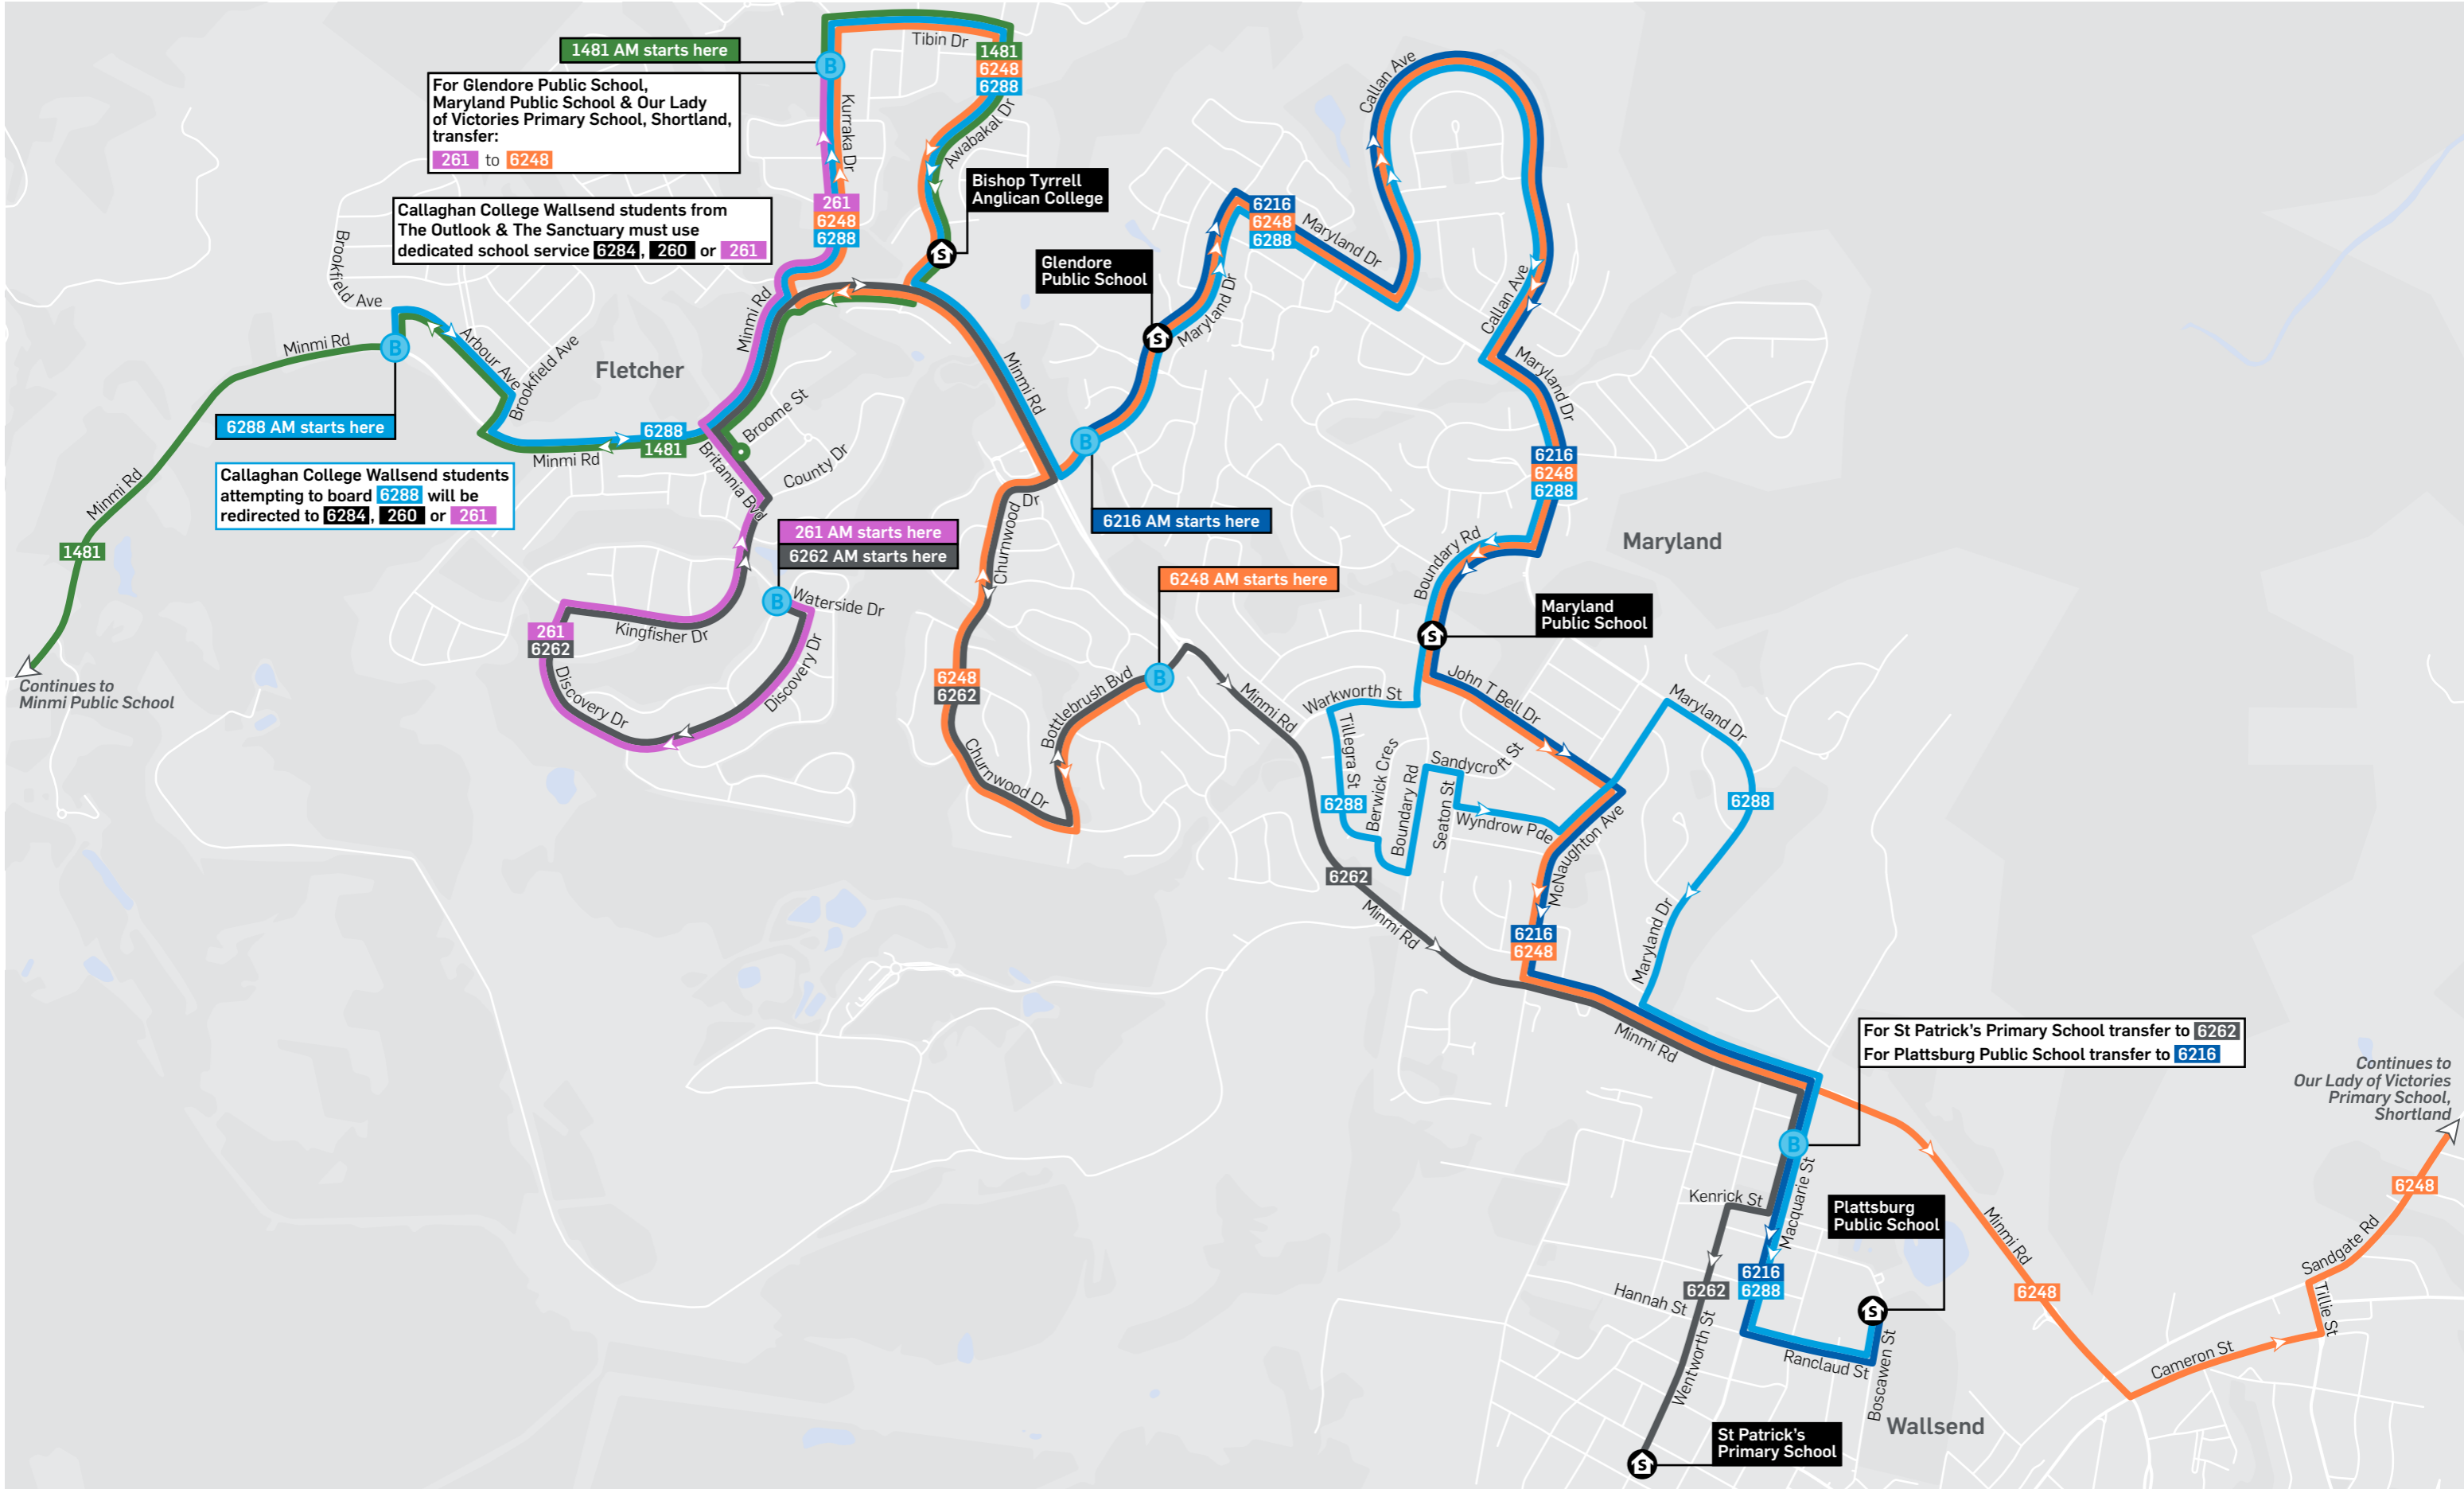 1481 AM starts here
For Glendore Public School,
Maryland Public School & Our Lady
of Victories Primary School, Shortland,
transfer:
261 to 6248
Callaghan College Wallsend students from
The Outlook & The Sanctuary must use
dedicated school service 6284, 260 or 261
Tibin Dr
1481
6248
6288
Kurraka Dr
Awabakal Dr
261
6248
6288
Bishop Tyrrell
Anglican College
Callan Ave
6216
6248
6288
Maryland Dr
Glendore
Public School
Maryland Dr
Callan Ave
Maryland Dr
Brookfield Ave
Minmi Rd
Arbour Ave
Brookfield Ave
Fletcher
Minmi Rd
Minmi Rd
6288 AM starts here
6288
1481
Minmi Rd
Broome St
County Dr
Britannia Bvd
Callaghan College Wallsend students
attempting to board 6288 will be
redirected to 6284, 260 or 261
Minmi Rd
1481
Continues to
Minmi Public School
261 AM starts here
6262 AM starts here
6216 AM starts here
6248 AM starts here
Churnwood Dr
Waterside Dr
Kingfisher Dr
261
6262
Discovery Dr
Discovery Dr
6248
6262
Churnwood Dr
Bottlebrush Bvd
6216
6248
6288
Boundary Rd
Maryland
Maryland
Public School
John T Bell Dr
Warkworth St
Minmi Rd
Tillegra St
6288
Berwick Cres
Boundary Rd
Sandycroft St
Seaton St
Wyndrow Pde
McNaughton Ave
Maryland Dr
6288
Maryland Dr
6262
Minmi Rd
6216
6248
Minmi Rd
For St Patrick's Primary School transfer to 6262
For Plattsburg Public School transfer to 6216
Continues to
Our Lady of Victories
Primary School,
Shortland
Kenrick St
Macquarie St
Plattsburg
Public School
6216
6288
6262
Hannah St
Wentworth St
Ranclaud St
Boscawen St
Wallsend
St Patrick's
Primary School
Minmi Rd
6248
6248
Sandgate Rd
Tillie St
Cameron St
B
B
B
B
B
B
S
S
S
S
S